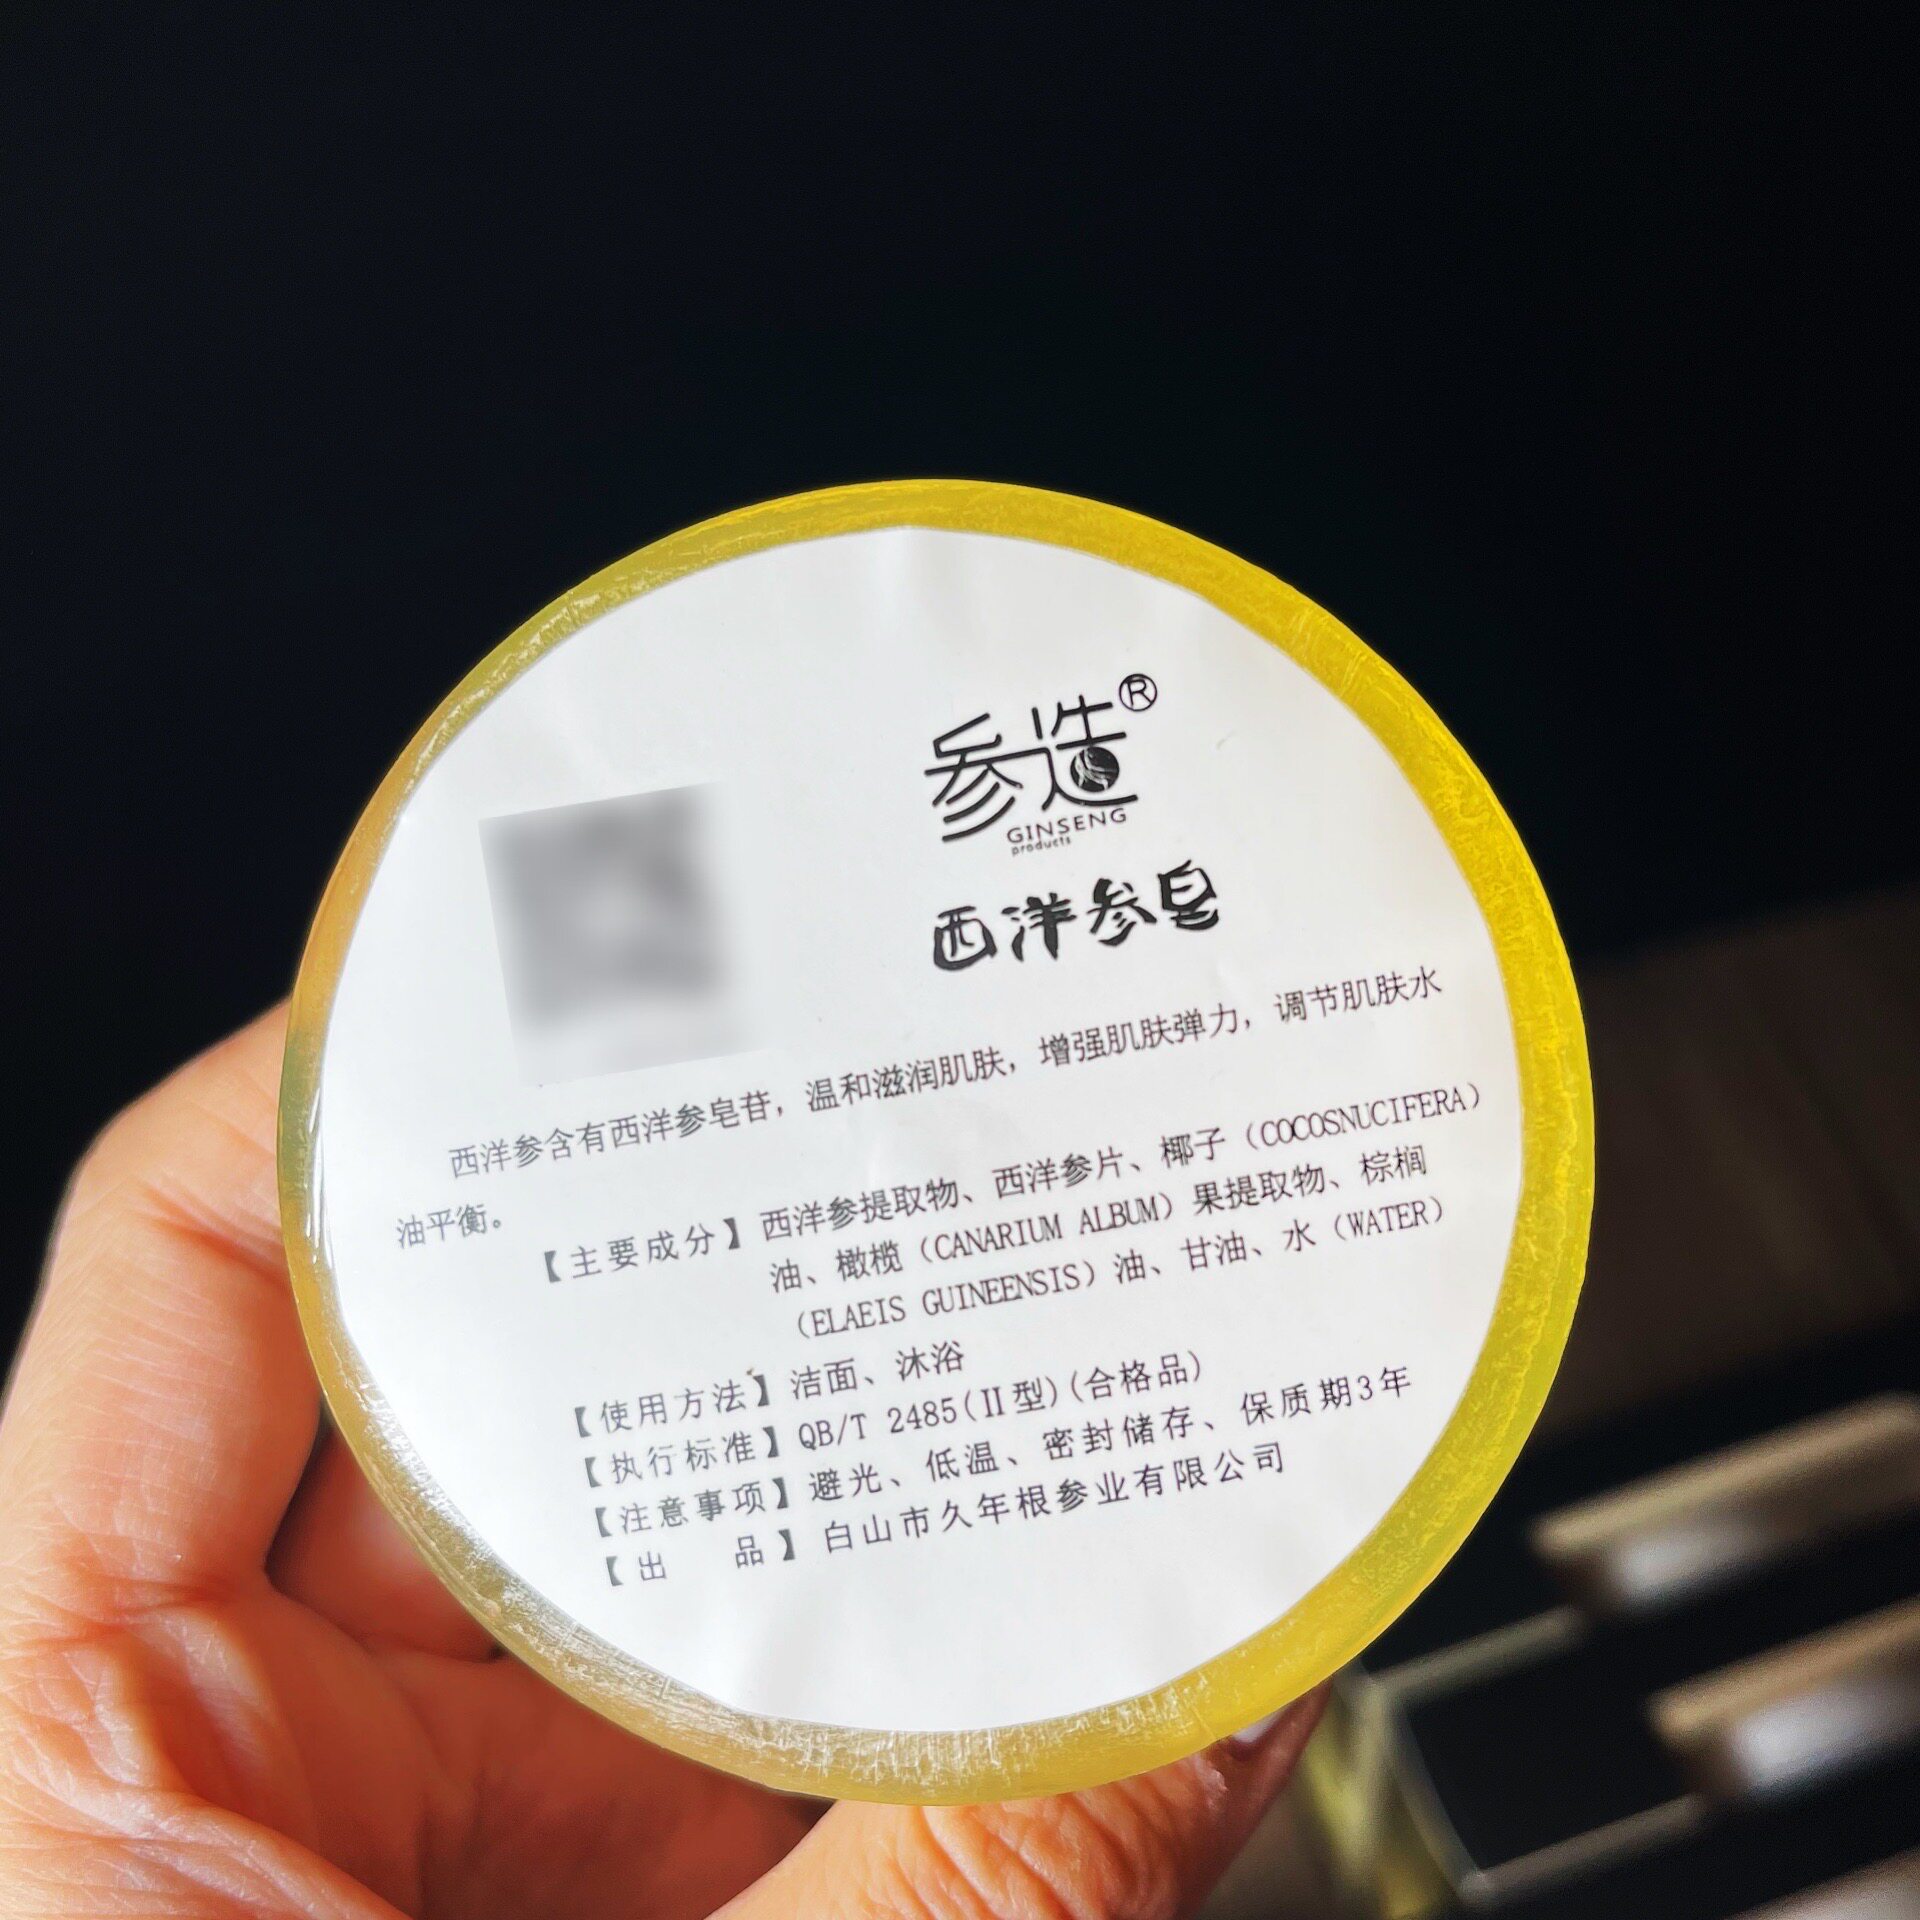 参造®
GINSENG
products
西洋参皂
西洋参含有西洋参皂苷，温和滋润肌肤，增强肌肤弹力，调节肌肤水
油平衡。
【主要成分】西洋参提取物、西洋参片、椰子（COCOSNUCIFERA）
油、橄榄（CANARIUM ALBUM）果提取物、棕榈
（ELAEIS GUINEENSIS）油、甘油、水（WATER）
【使用方法】洁面、沐浴
【执行标准】QB/T 2485(II型)(合格品)
【注意事项】避光、低温、密封储存、保质期3年
【出 品】白山市久年根参业有限公司